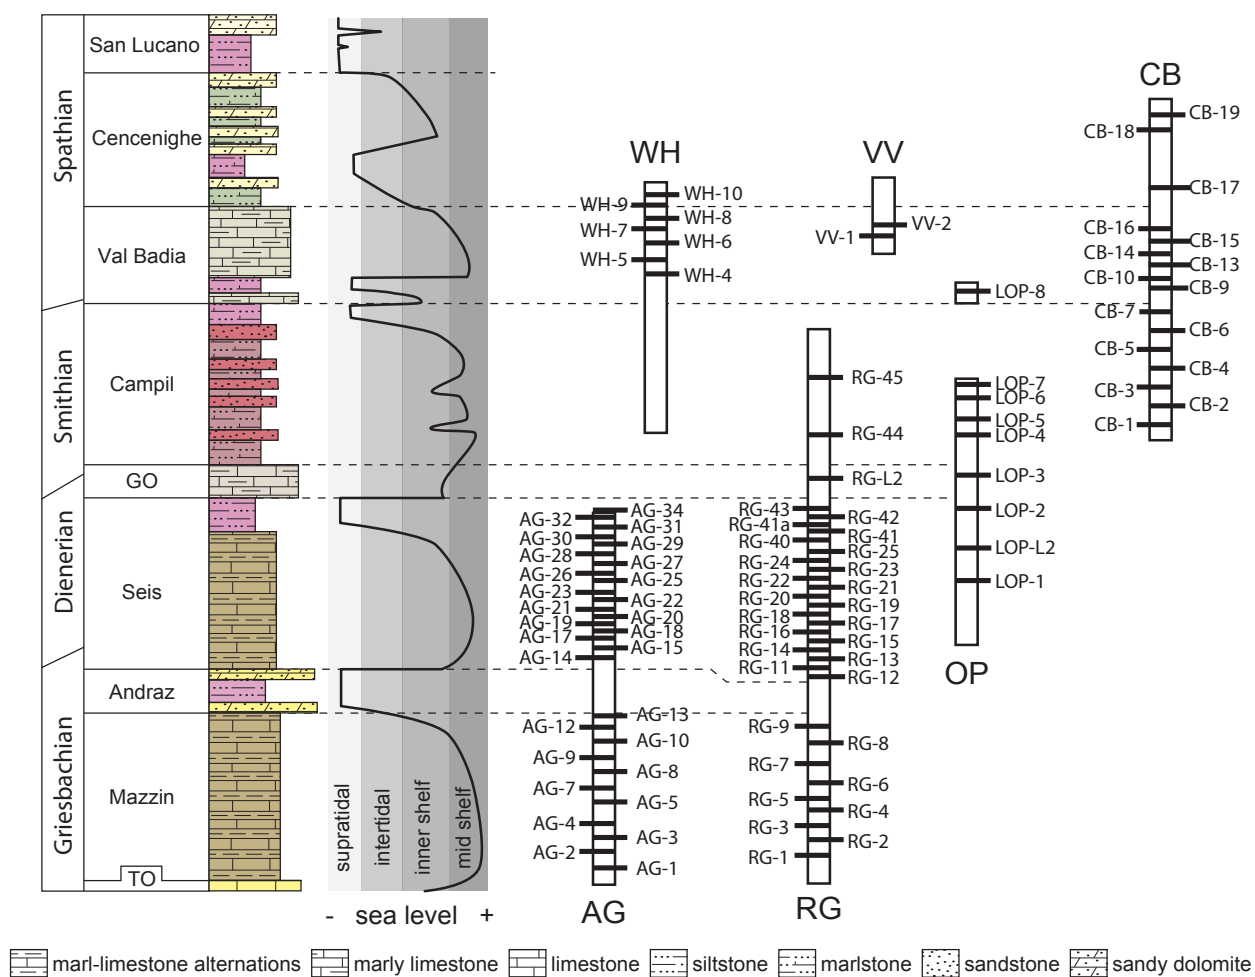 Spathian
Smithian
Dienerian
Griesbachian
San Lucano
Cencenighe
Val Badia
Campil
GO
Seis
Andraz
Mazzin
TO
supratidal
intertidal
inner shelf
mid shelf
- sea level +
WH
WH-10
WH-9
WH-8
WH-7
WH-6
WH-5
WH-4
VV
VV-2
VV-1
CB
CB-19
CB-18
CB-17
CB-16
CB-15
CB-14
CB-13
CB-10
CB-9
CB-7
CB-6
CB-5
CB-4
CB-3
CB-2
CB-1
LOP-8
LOP-7
LOP-6
LOP-5
LOP-4
LOP-3
LOP-2
LOP-L2
LOP-1
OP
RG-45
RG-44
RG-L2
RG-43
RG-42
RG-41a
RG-41
RG-40
RG-25
RG-24
RG-23
RG-22
RG-21
RG-20
RG-19
RG-18
RG-17
RG-16
RG-15
RG-14
RG-13
RG-11
RG-12
RG-9
RG-8
RG-7
RG-6
RG-5
RG-4
RG-3
RG-2
RG-1
RG
AG-34
AG-32
AG-31
AG-30
AG-29
AG-28
AG-27
AG-26
AG-25
AG-23
AG-22
AG-21
AG-20
AG-19
AG-18
AG-17
AG-15
AG-14
AG-13
AG-12
AG-10
AG-9
AG-8
AG-7
AG-5
AG-4
AG-3
AG-2
AG-1
AG
marl-limestone alternations
marly limestone
limestone
siltstone
marlstone
sandstone
sandy dolomite